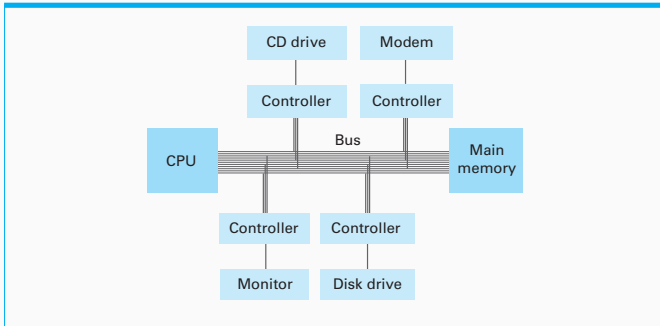 CD drive
Modem
Controller
Controller
Bus
CPU
Main
memory
Controller
Controller
Monitor
Disk drive